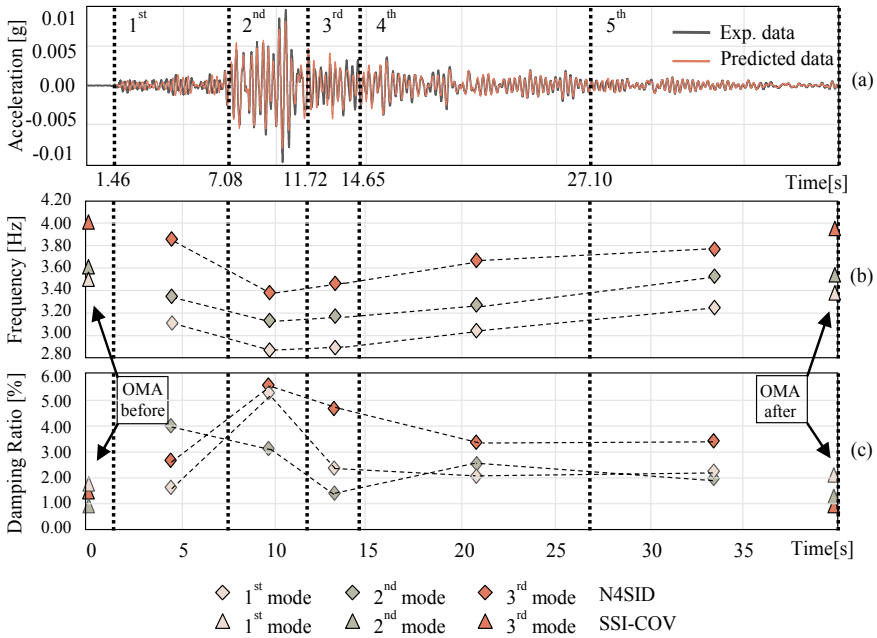 0.01
0.005
0.00
-0.005
-0.01
Acceleration [g]
1st
2nd
3rd
4th
5th
Exp. data
Predicted data
(a)
1.46
7.08
11.72
14.65
27.10
Time[s]
4.20
4.00
3.80
3.60
3.40
3.20
3.00
2.80
Frequency [Hz]
(b)
OMA
before
OMA
after
6.00
5.00
4.00
3.00
2.00
1.00
0.00
Damping Ratio [%]
(c)
0
5
10
15
20
25
30
35
Time[s]
1st mode
2nd mode
3rd mode
N4SID
1st mode
2nd mode
3rd mode
SSI-COV